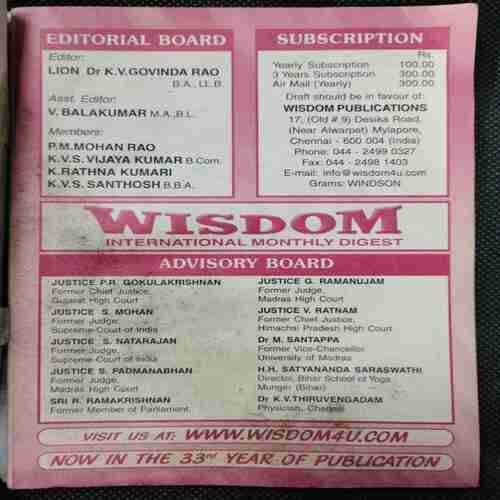 EDITORIAL BOARD
Editor:
LION Dr K.V.GOVINDA RAO
B.A., LL.B
Asst. Editor:
V. BALAKUMAR M.A.,B.L.
Members:
P.M.MOHAN RAO
K.V.S. VIJAYA KUMAR B.Com.
K.RATHNA KUMARI
K.V.S. SANTHOSH B.B.A.
SUBSCRIPTION
Rs.
Yearly Subscription 100.00
3 Years Subscription 300.00
Air Mail (Yearly) 300.00
Draft should be in favour of:
WISDOM PUBLICATIONS
17, (Old # 9) Desika Road,
(Near Alwarpet) Mylapore,
Chennai - 600 004 (India)
Phone: 044 - 2499 0327
Fax: 044 - 2498 1403
E-mail: info@wisdom4u.com
Grams: WINDSON
WISDOM
INTERNATIONAL MONTHLY DIGEST
ADVISORY BOARD
JUSTICE P.R. GOKULAKRISHNAN
Former Chief Justice,
Gujarat High Court
JUSTICE S. MOHAN
Former Judge,
Supreme Court of India
JUSTICE S. NATARAJAN
Former Judge,
Supreme Court of India
JUSTICE S. PADMANABHAN
Former Judge,
Madras High Court
SRI R. RAMAKRISHNAN
Former Member of Parliament.
JUSTICE G. RAMANUJAM
Former Judge,
Madras High Court
JUSTICE V. RATNAM
Former Chief Justice,
Himachal Pradesh High Court
Dr M. SANTAPPA
Former Vice-Chancellor
University of Madras
H.H. SATYANANDA SARASWATHI
Director, Bihar School of Yoga
Munger (Bihar)
Dr K.V.THIRUVENGADAM
Physician, Chennai
VISIT US AT: WWW.WISDOM4U.COM
NOW IN THE 33rd YEAR OF PUBLICATION